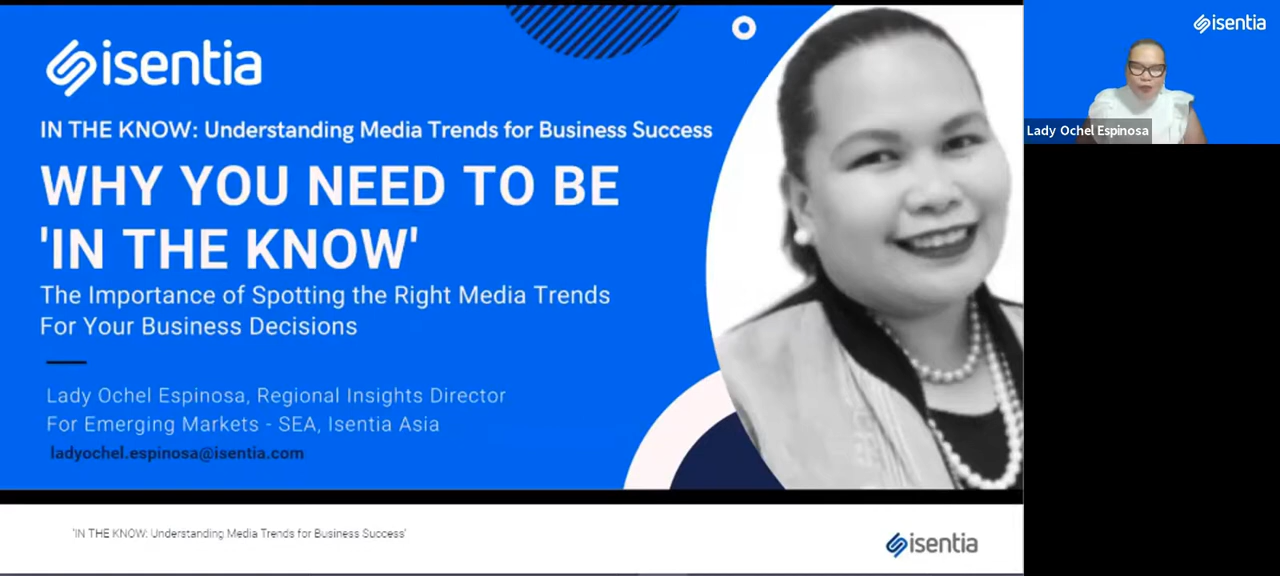 isentia
IN THE KNOW: Understanding Media Trends for Business Success
WHY YOU NEED TO BE
'IN THE KNOW'
The Importance of Spotting the Right Media Trends
For Your Business Decisions
Lady Ochel Espinosa, Regional Insights Director
For Emerging Markets - SEA, Isentia Asia
ladyochel.espinosa@isentia.com
'IN THE KNOW: Understanding Media Trends for Business Success'
isentia
isentia
Lady Ochel Espinosa